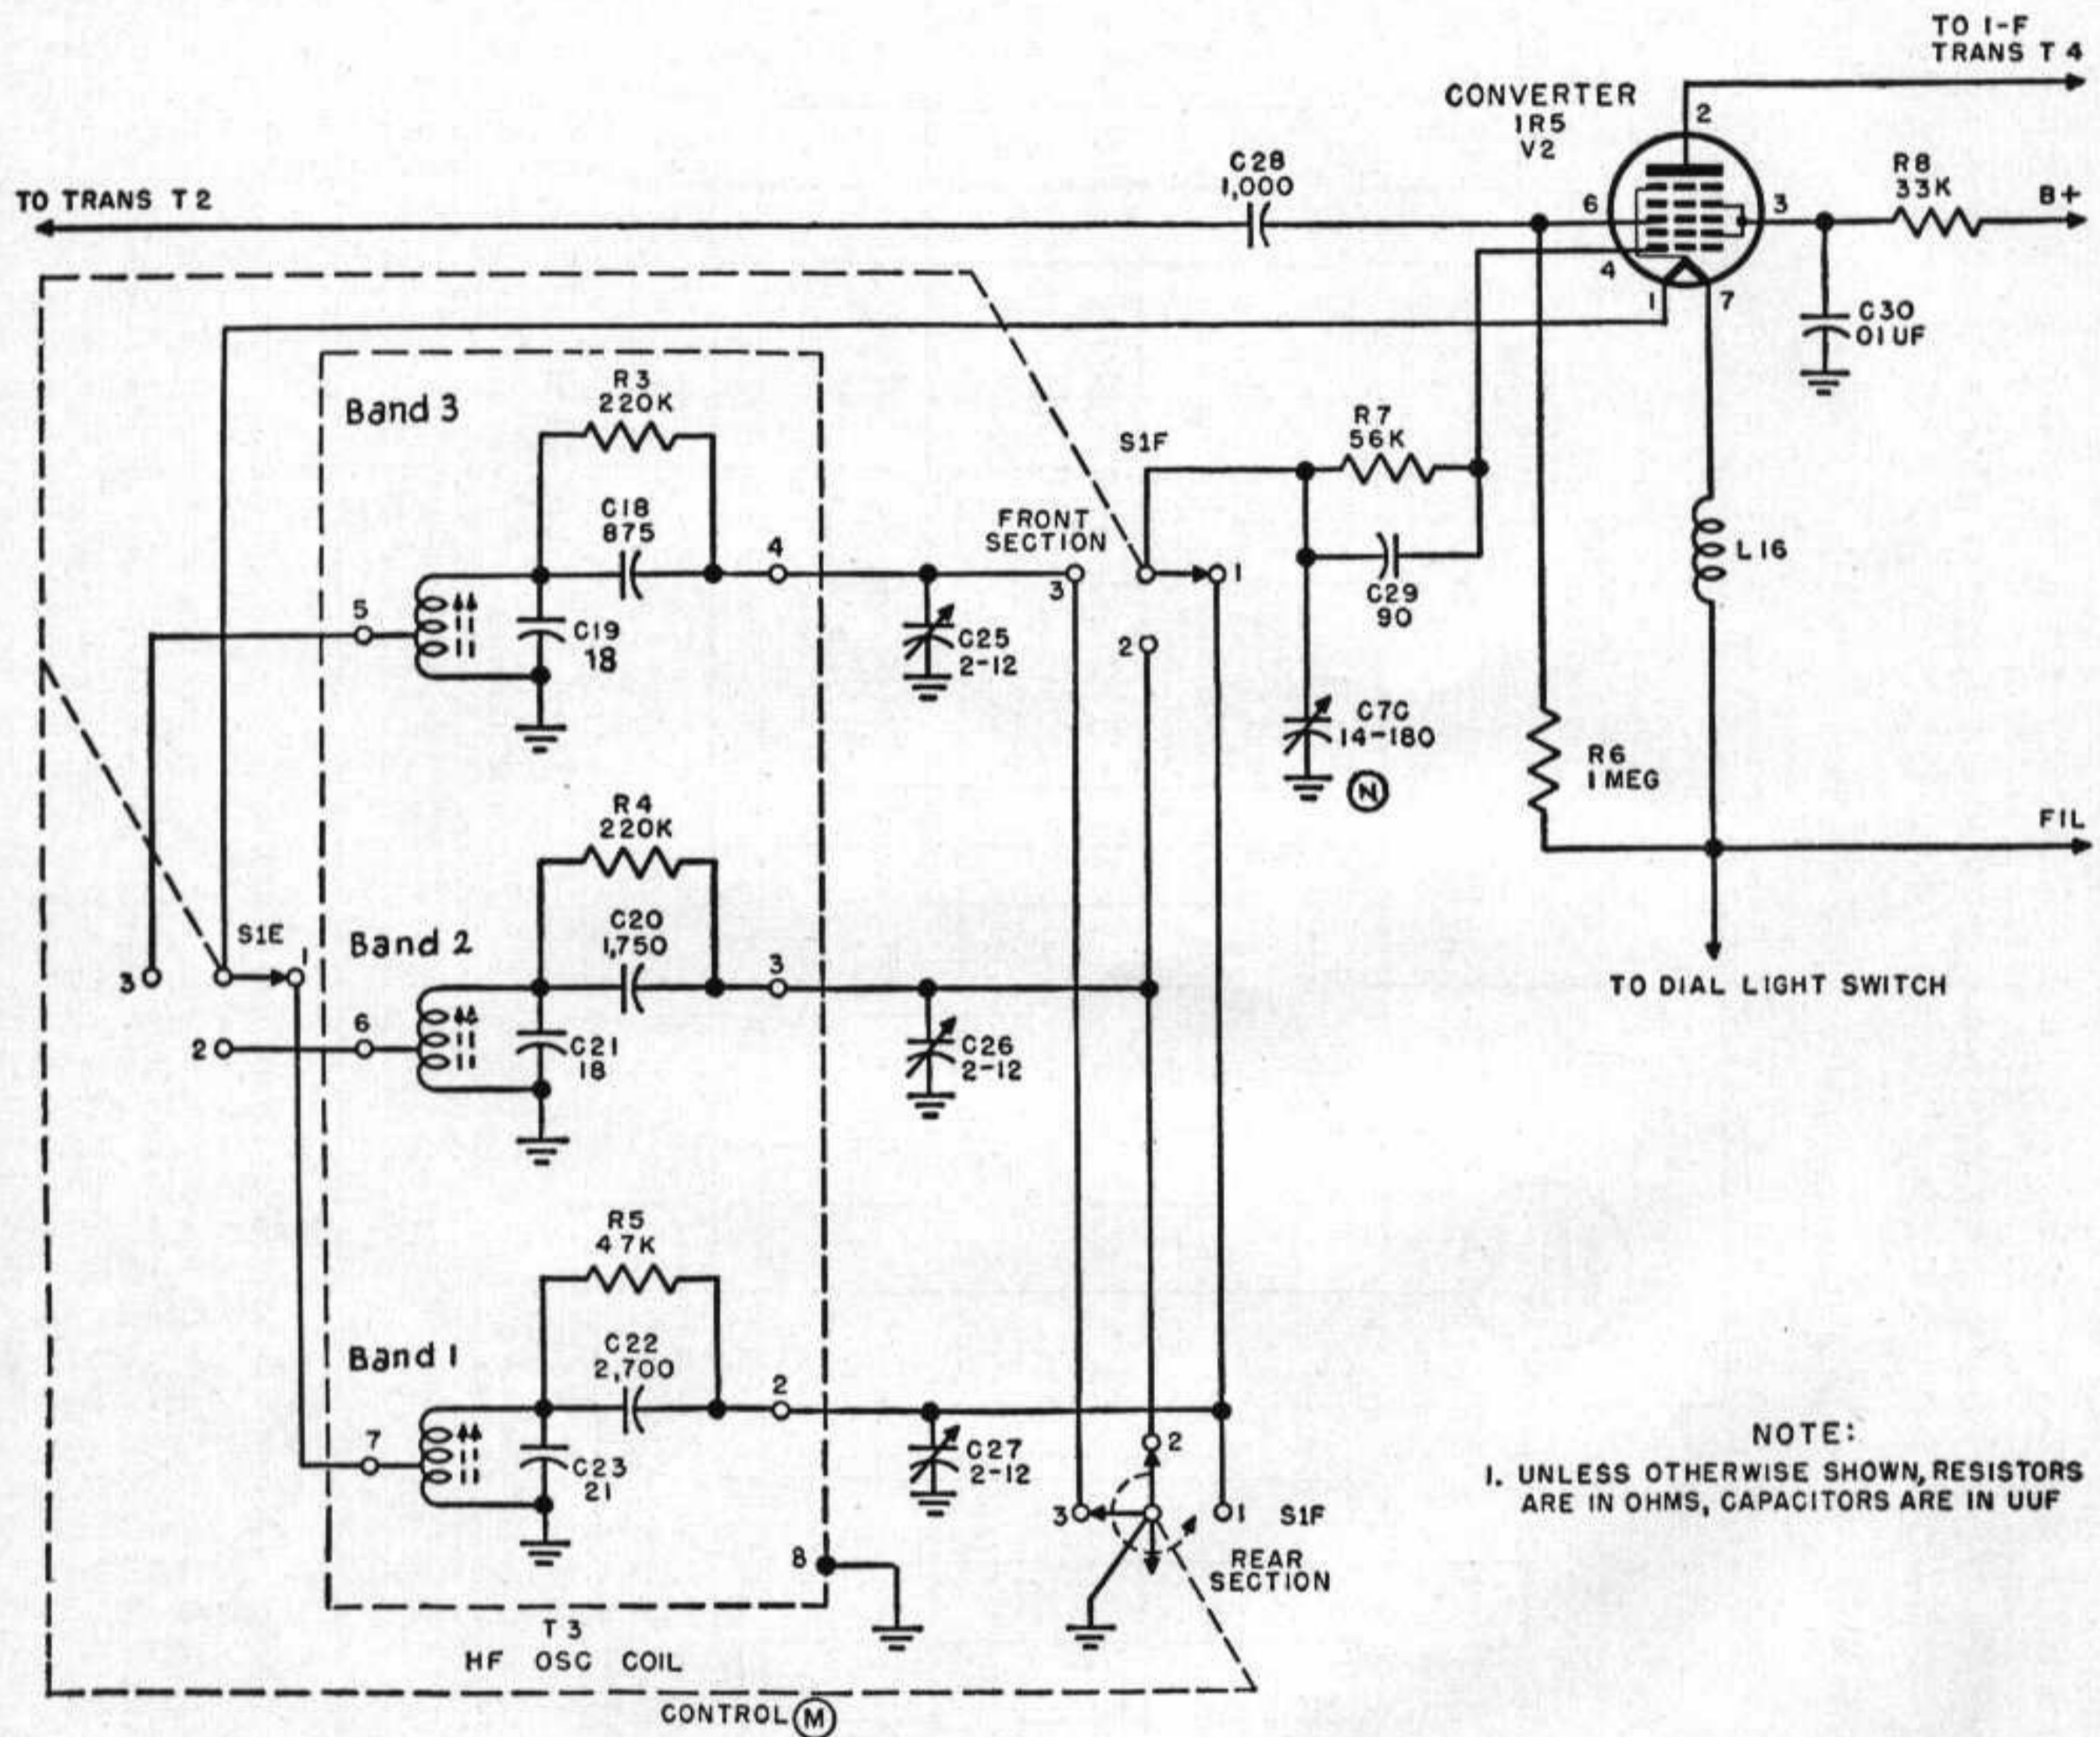 TO I-F
TRANS T 4
CONVERTER
1R5
V2
2
C28
1,000
R8
33K
B+
TO TRANS T 2
6
3
4
1
7
C30
01 UF
Band 3
R3
220K
C18
875
4
5
C19
18
C25
2-12
FRONT
SECTION
S1F
3
1
2
R7
56K
C29
90
C7C
14-180
N
L16
R6
1 MEG
FIL
TO DIAL LIGHT SWITCH
R4
220K
S1E
3
1
2
Band 2
C20
1,750
3
6
C21
18
C26
2-12
R5
47K
Band 1
C22
2,700
2
7
C23
21
C27
2-12
2
3
1
S1F
REAR
SECTION
8
T 3
HF OSC COIL
CONTROL M
NOTE:
1. UNLESS OTHERWISE SHOWN, RESISTORS
ARE IN OHMS, CAPACITORS ARE IN UUF